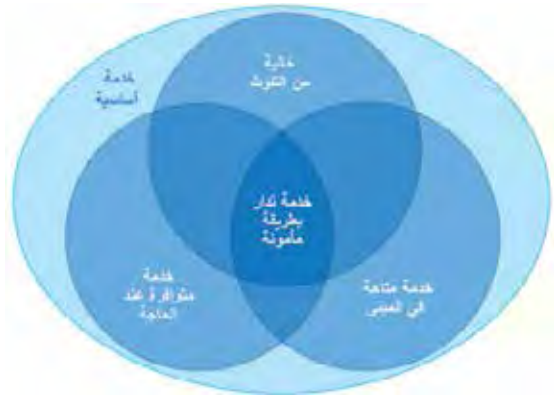 خالية
من التلوث
خدمة
أساسية
خدمة تدار
بطريقة
مأمونة
خدمة
متوافرة عند
الحاجة
خدمة متاحة
في المبنى